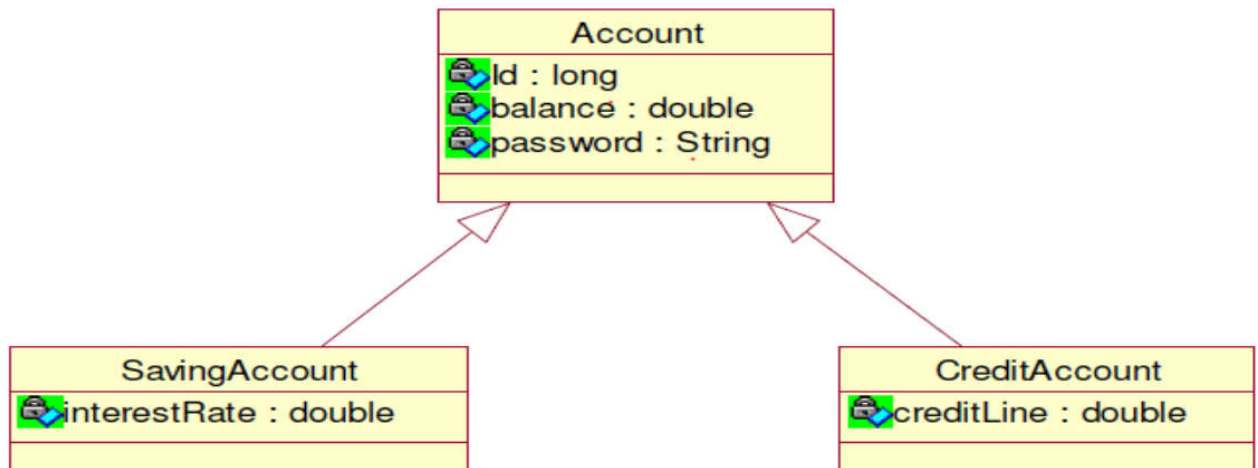 Account
Id : long
balance : double
password : String
SavingAccount
interestRate : double
CreditAccount
creditLine : double